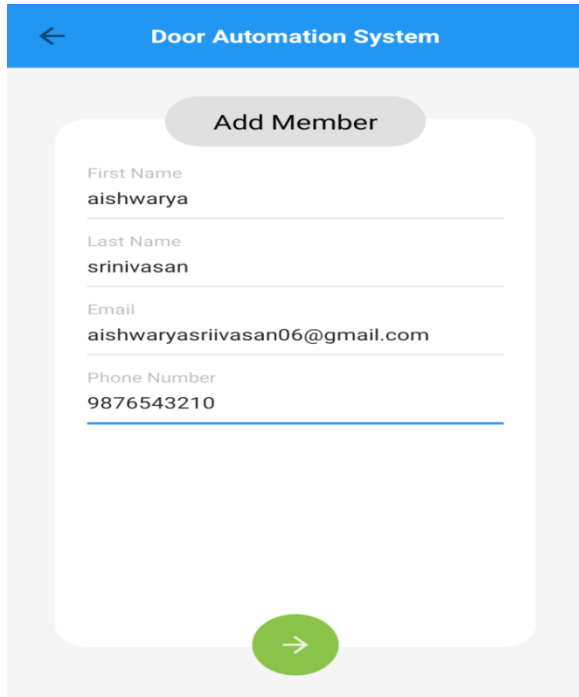 Door Automation System
Add Member
First Name
aishwarya
Last Name
srinivasan
Email
aishwaryasriivasan06@gmail.com
Phone Number
9876543210